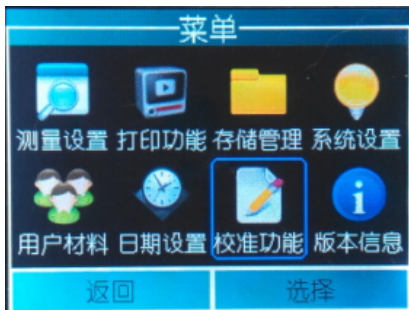 菜单
测量设置 打印功能 存储管理 系统设置
用户材料 日期设置 校准功能 版本信息
返回 选择